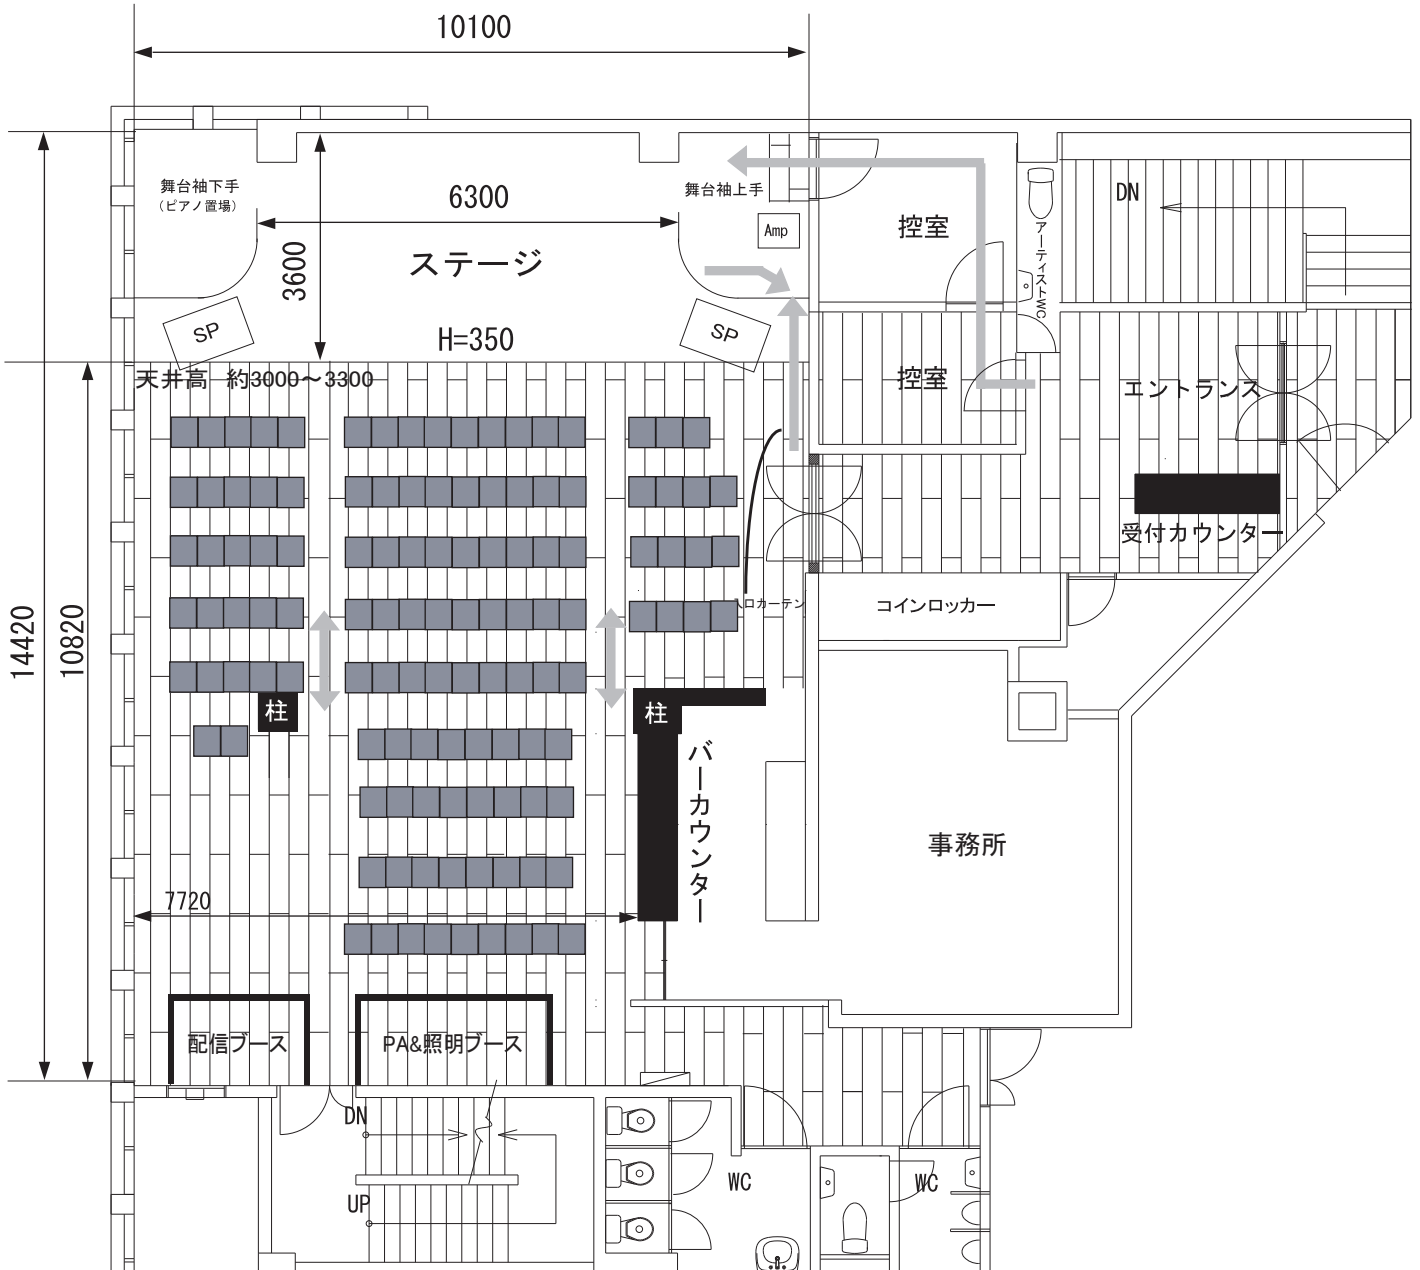 10100
舞台袖下手
（ピアノ置場）
6300
舞台袖上手
Amp
3600
ステージ
控室
アーティストWC
DN
SP
SP
H=350
天井高 約3000～3300
控室
エントランス
受付カウンター
14420
10820
入口カーテン
コインロッカー
柱
柱
バーカウンター
事務所
7720
配信ブース
PA&照明ブース
DN
UP
WC
WC